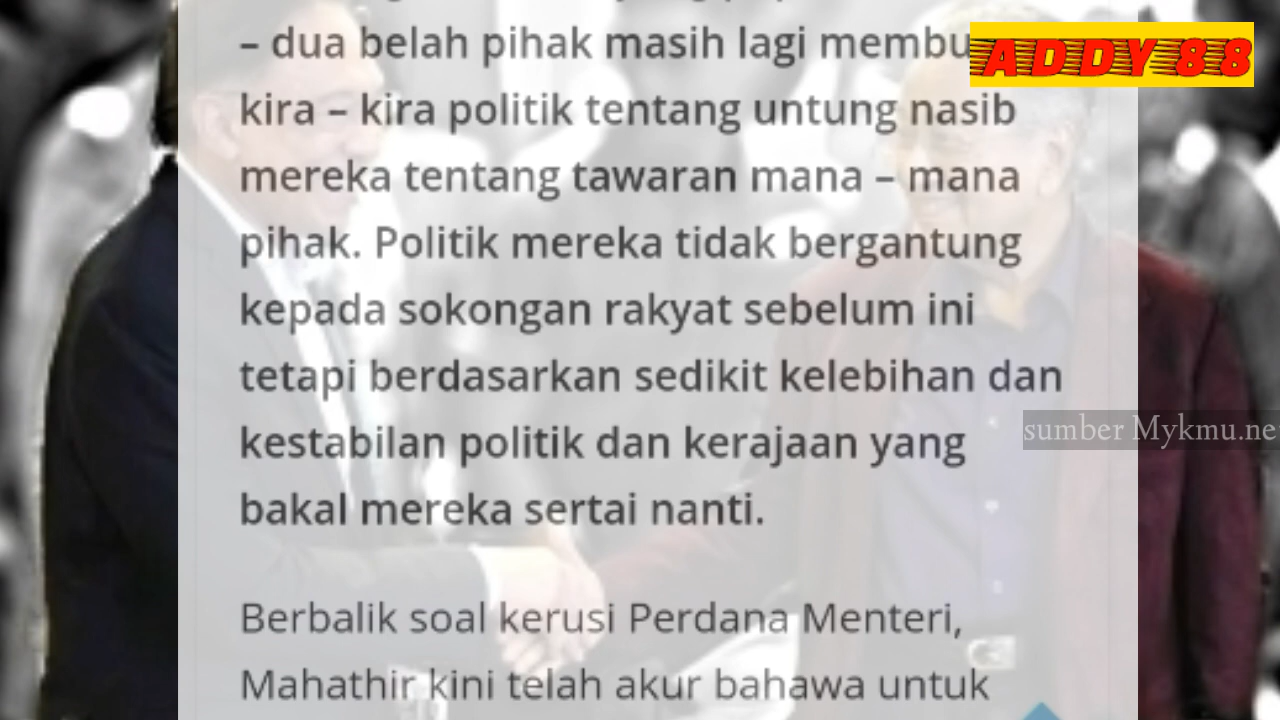 – dua belah pihak masih lagi
ADDY 88
kira – kira politik tentang untung nasib
mereka tentang tawaran mana – mana
pihak. Politik mereka tidak bergantung
kepada sokongan rakyat sebelum ini
tetapi berdasarkan sedikit kelebihan dan
kestabilan politik dan kerajaan yang
sumber Mykmu.ne
bakal mereka sertai nanti.
Berbalik soal kerusi Perdana Menteri,
Mahathir kini telah akur bahawa untuk